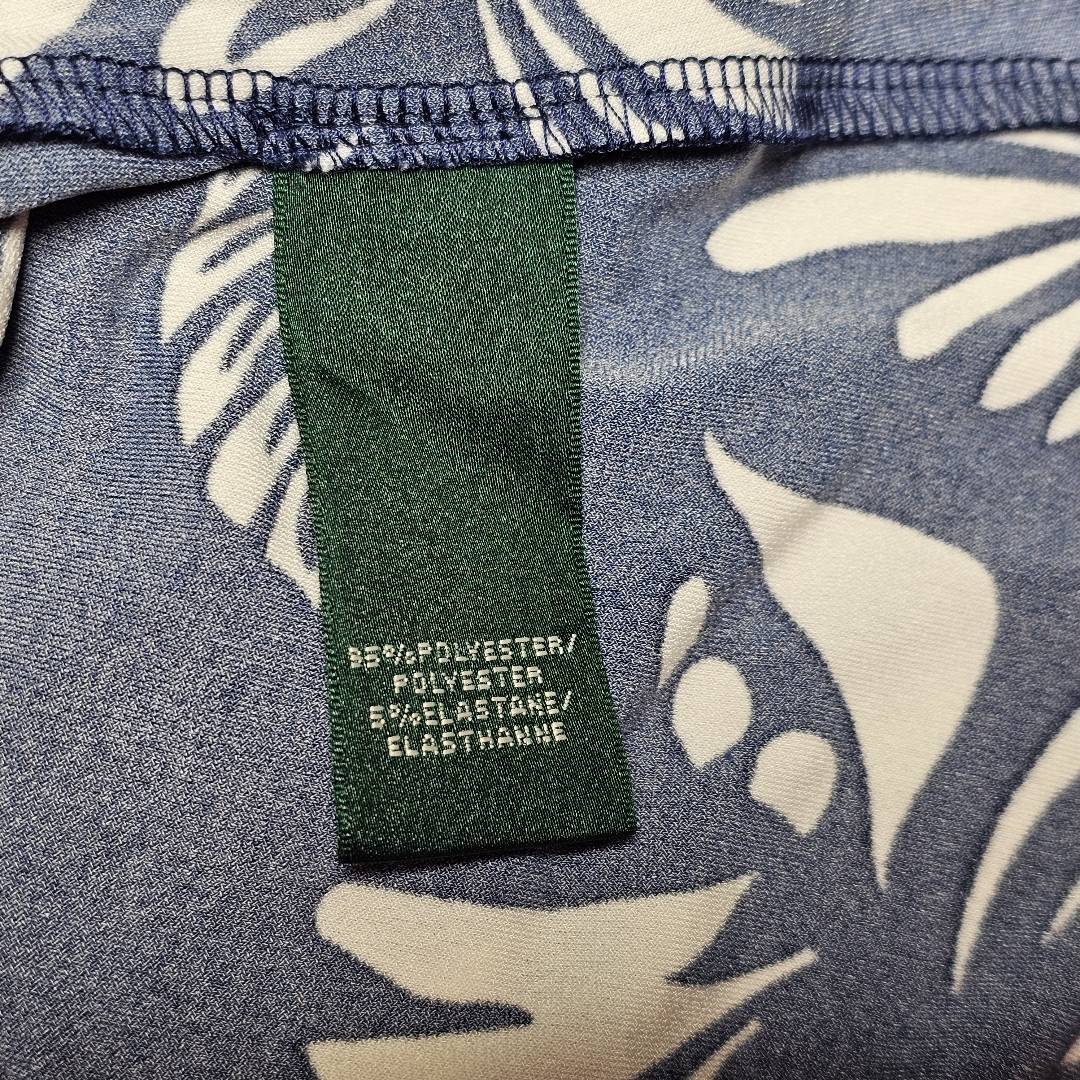 95%POLYESTER/
POLYESTER
5%ELASTANE/
ELASTHANNE